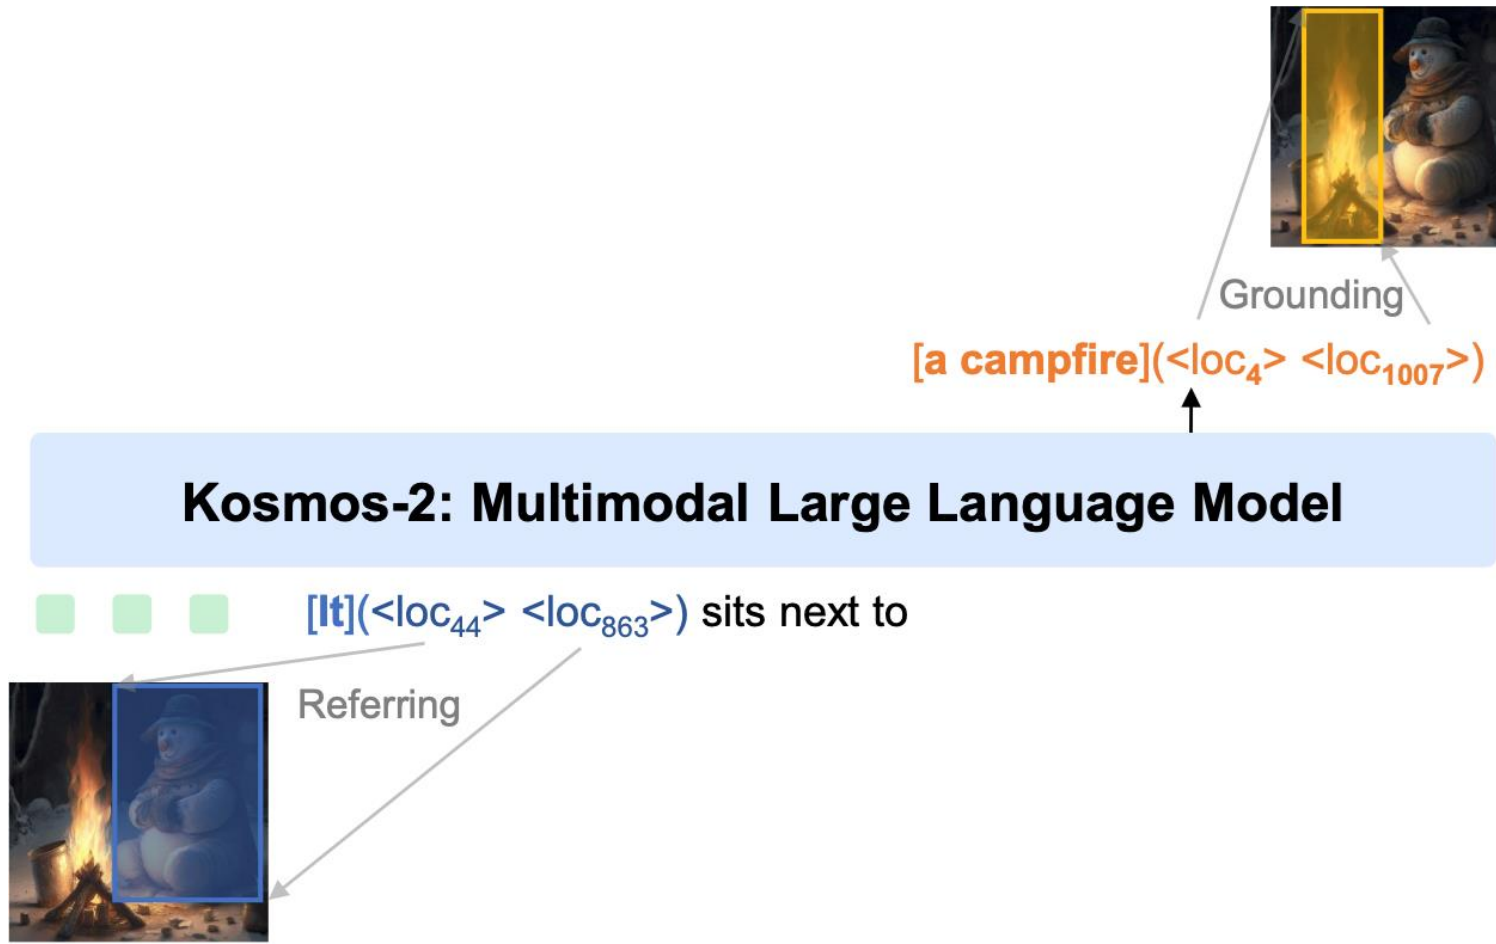 Grounding
[a campfire](<loc4> <loc1007>)
Kosmos-2: Multimodal Large Language Model
[It](<loc44> <loc863>) sits next to
Referring